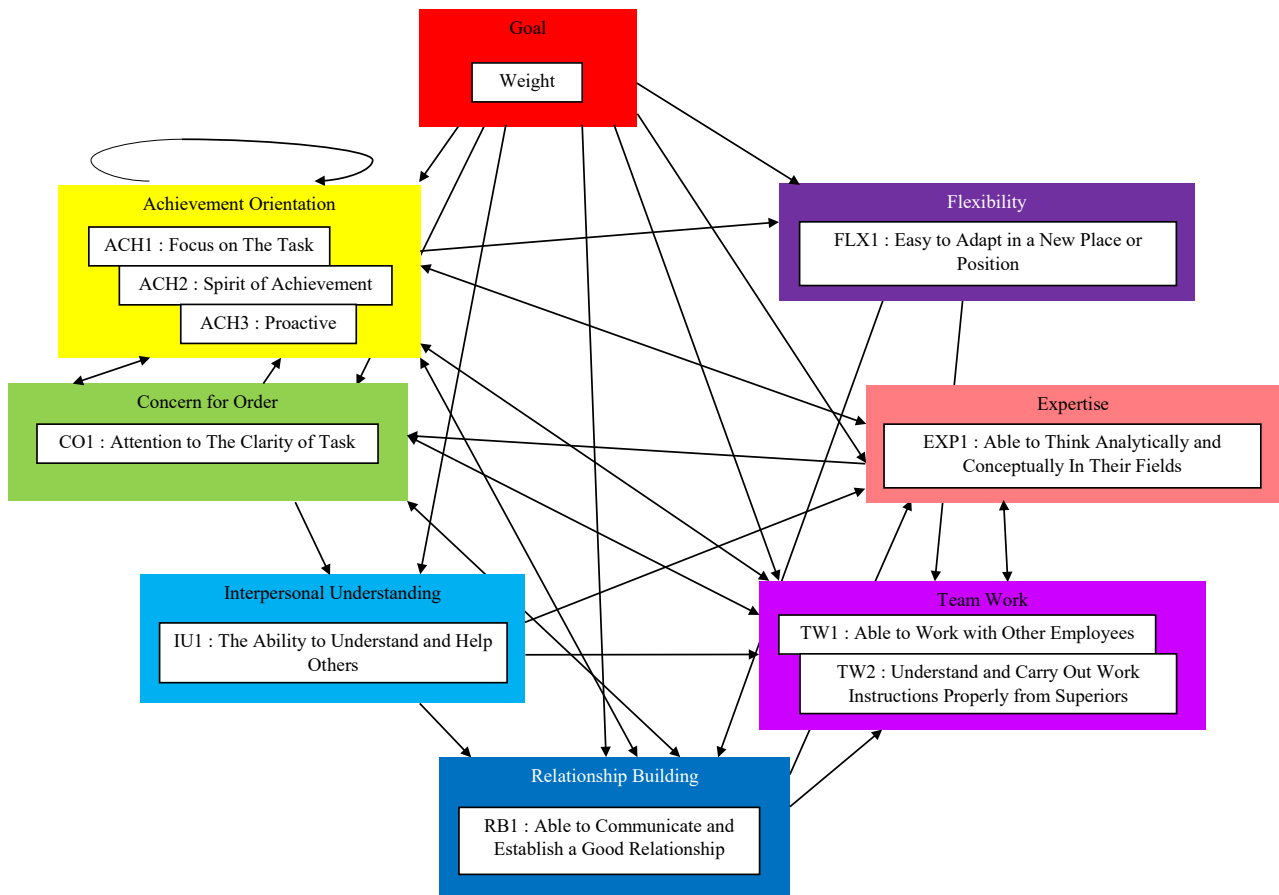 Goal
Weight
Achievement Orientation
ACH1 : Focus on The Task
ACH2 : Spirit of Achievement
ACH3 : Proactive
Flexibility
FLX1 : Easy to Adapt in a New Place or
Position
Concern for Order
CO1 : Attention to The Clarity of Task
Expertise
EXP1 : Able to Think Analytically and
Conceptually In Their Fields
Interpersonal Understanding
IU1 : The Ability to Understand and Help
Others
Team Work
TW1 : Able to Work with Other Employees
TW2 : Understand and Carry Out Work
Instructions Properly from Superiors
Relationship Building
RB1 : Able to Communicate and
Establish a Good Relationship